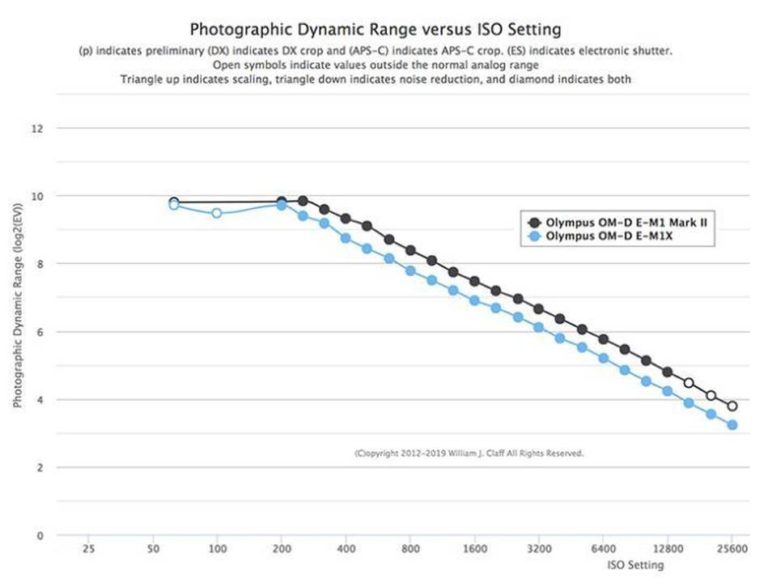 Photographic Dynamic Range versus ISO Setting
(p) indicates preliminary (DX) indicates DX crop and (APS-C) indicates APS-C crop. (ES) indicates electronic shutter.
Open symbols indicate values outside the normal analog range
Triangle up indicates scaling, triangle down indicates noise reduction, and diamond indicates both
Photographic Dynamic Range (log2(EV))
12
10
8
6
4
2
0
Olympus OM-D E-M1 Mark II
Olympus OM-D E-M1X
(C)opyright 2012-2019 William J. Claff All Rights Reserved.
25 50 100 200 400 800 1600 3200 6400 12800 25600
ISO Setting